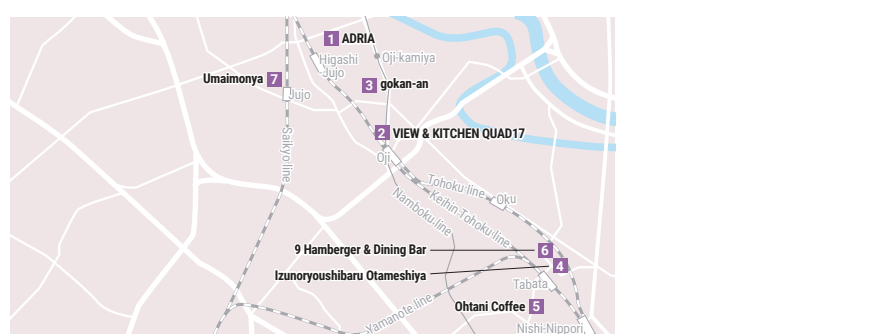 1 ADRIA
Oji-kamiya
Higashi
Jujo
Umaimonya 7
3 gokan-an
Jujo
2 VIEW & KITCHEN QUAD17
Saikyo line
Oji
Tohoku line
Oku
Keihin-Tohoku line
Namboku line
9 Hamberger & Dining Bar 6
Izunoryoushibaru Otameshiya 4
Tabata
Yamanote line
Ohtani Coffee 5
Nishi-Nippori